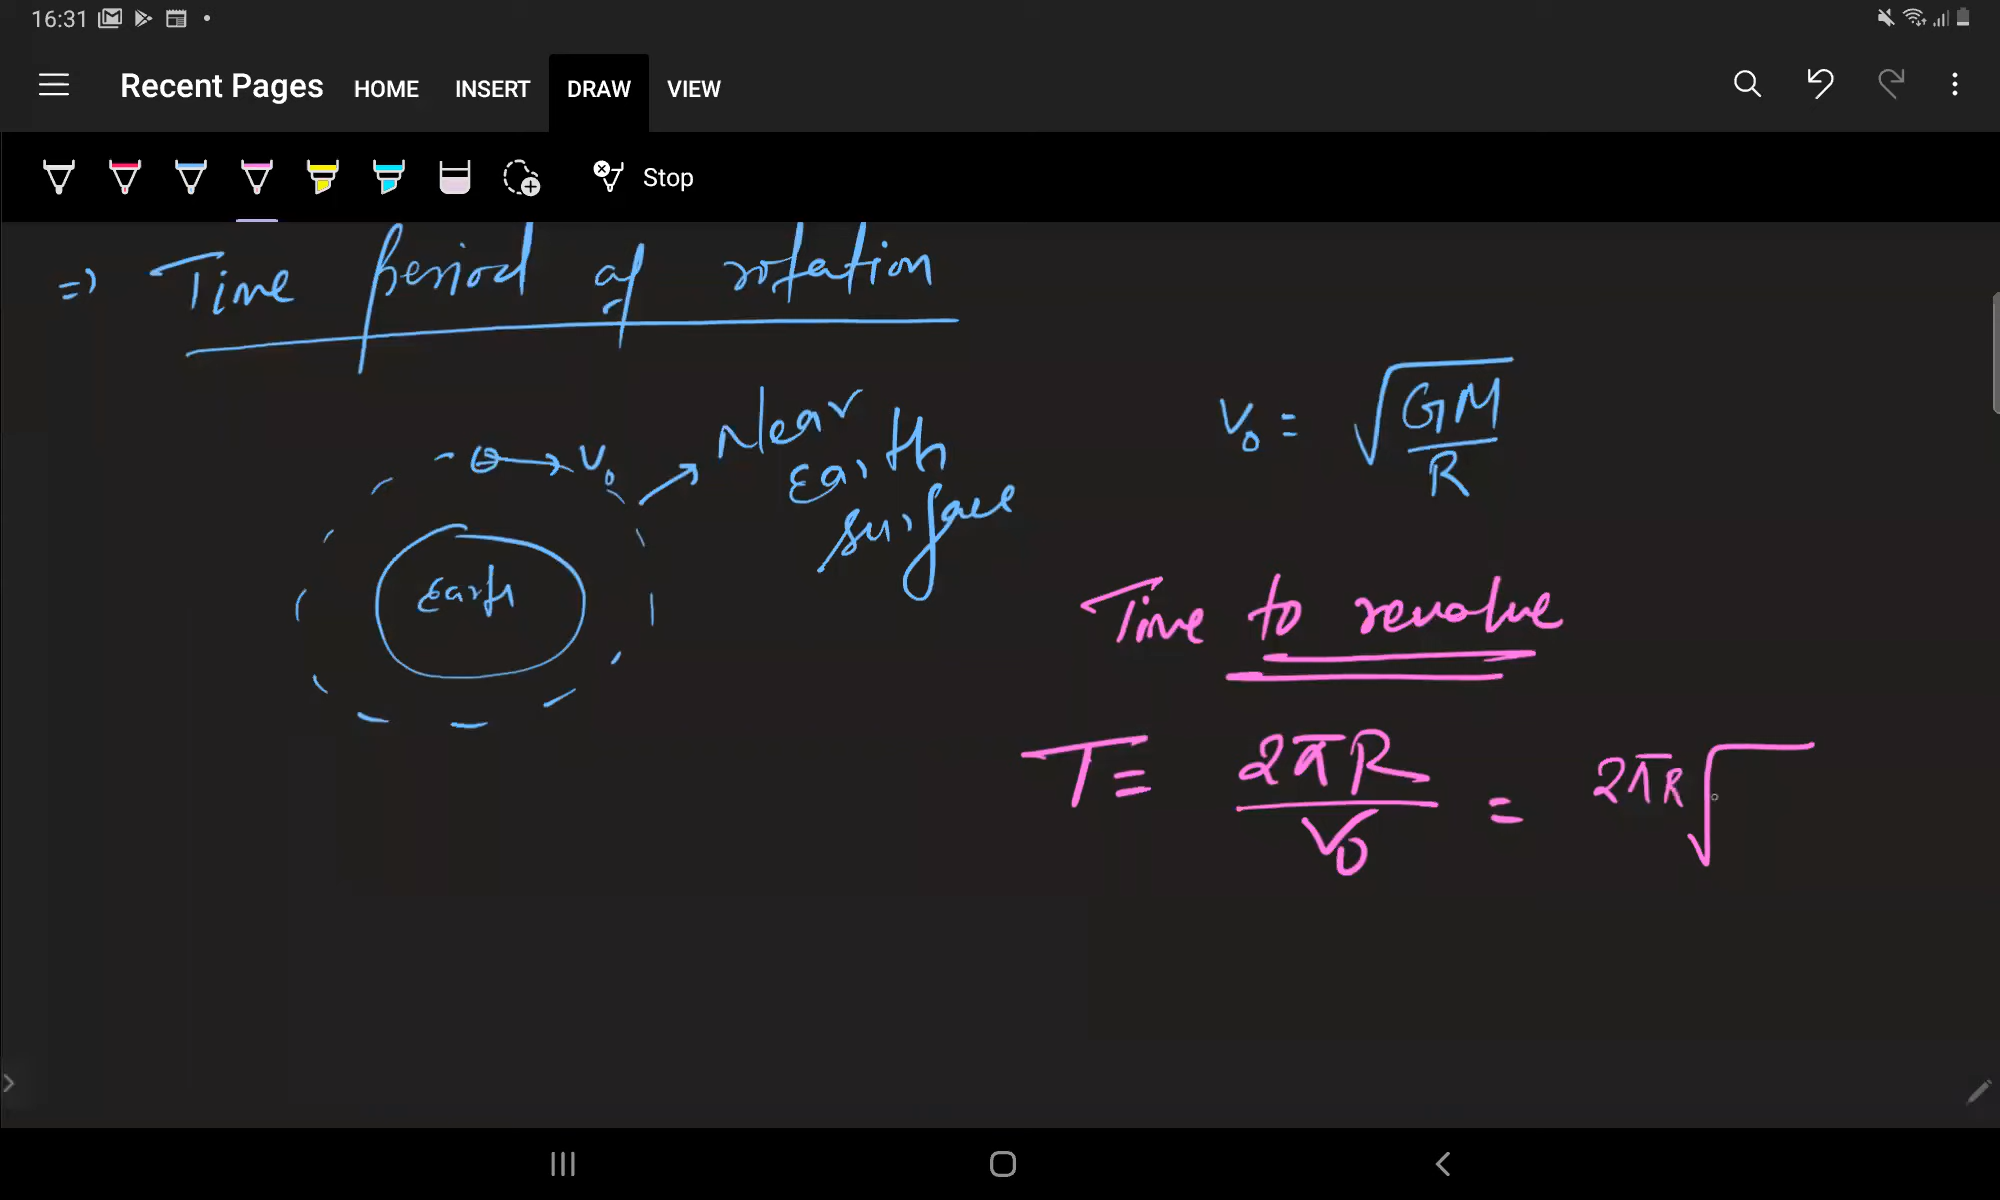 16:31
Recent Pages HOME INSERT DRAW VIEW
Stop
=> Time period of rotation
V₀
Near
Earth
surface
Earth
V₀ = √(GM/R)
Time to revolve
T = 2πR/V₀ = 2πR√